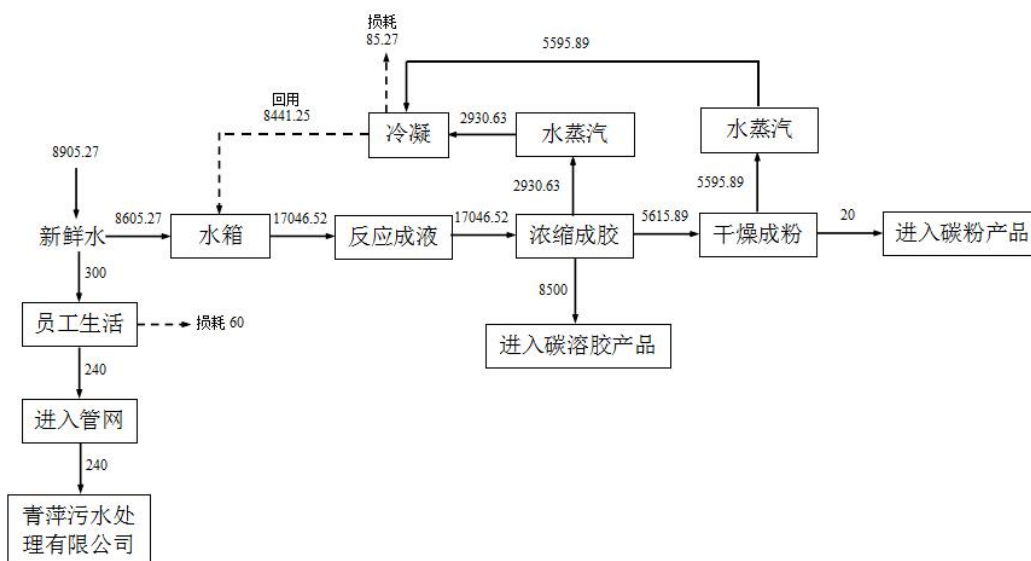 损耗
85.27
5595.89
回用
8441.25
冷凝
2930.63
水蒸汽
水蒸汽
8905.27
2930.63
5595.89
新鲜水
8605.27
水箱
17046.52
反应成液
17046.52
浓缩成胶
5615.89
干燥成粉
20
进入碳粉产品
300
8500
员工生活
损耗 60
进入碳溶胶产品
240
进入管网
240
青萍污水处
理有限公司